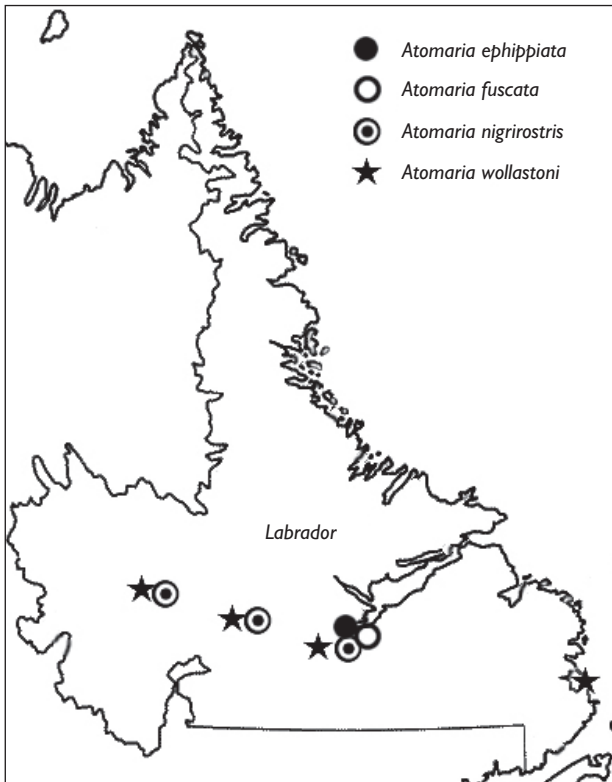 Atomaria ephippiata
Atomaria fuscata
Atomaria nigrirostris
Atomaria wollastoni
Labrador